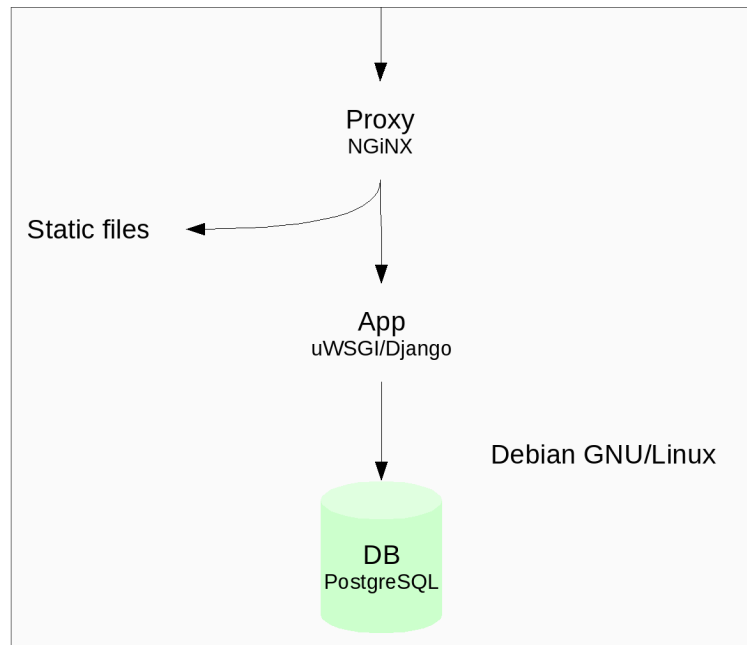 Proxy
NGiNX
Static files
App
uWSGI/Django
Debian GNU/Linux
DB
PostgreSQL